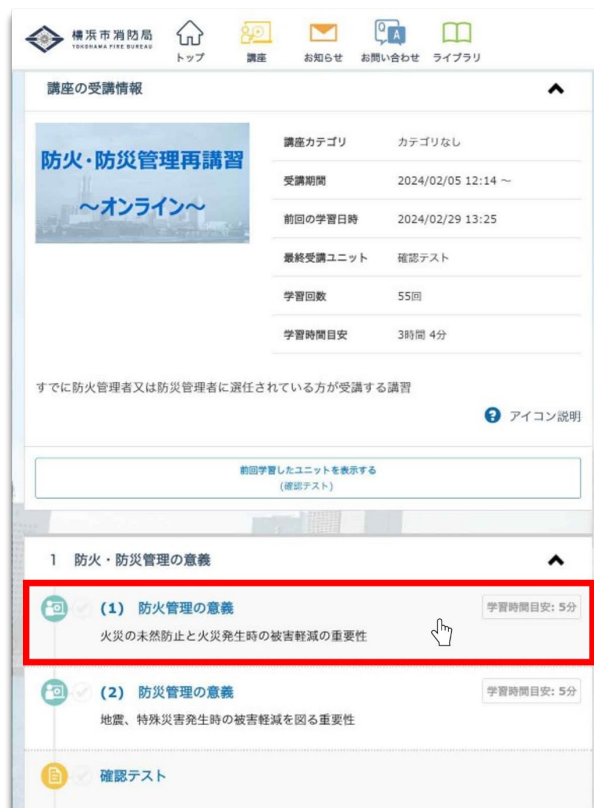 横浜市消防局
YOKOHAMA FIRE BUREAU
トップ
講座
お知らせ
Q
A
お問い合わせ
ライブラリ
講座の受講情報
防火・防災管理再講習
～オンライン～
講座カテゴリ カテゴリなし
受講期間 2024/02/05 12:14 ～
前回の学習日時 2024/02/29 13:25
最終受講ユニット 確認テスト
学習回数 55回
学習時間目安 3時間 4分
すでに防火管理者又は防災管理者に選任されている方が受講する講習
? アイコン説明
前回学習したユニットを表示する
(確認テスト)
1 防火・防災管理の意義
(1) 防火管理の意義
学習時間目安: 5分
火災の未然防止と火災発生時の被害軽減の重要性
(2) 防災管理の意義
学習時間目安: 5分
地震、特殊災害発生時の被害軽減を図る重要性
確認テスト